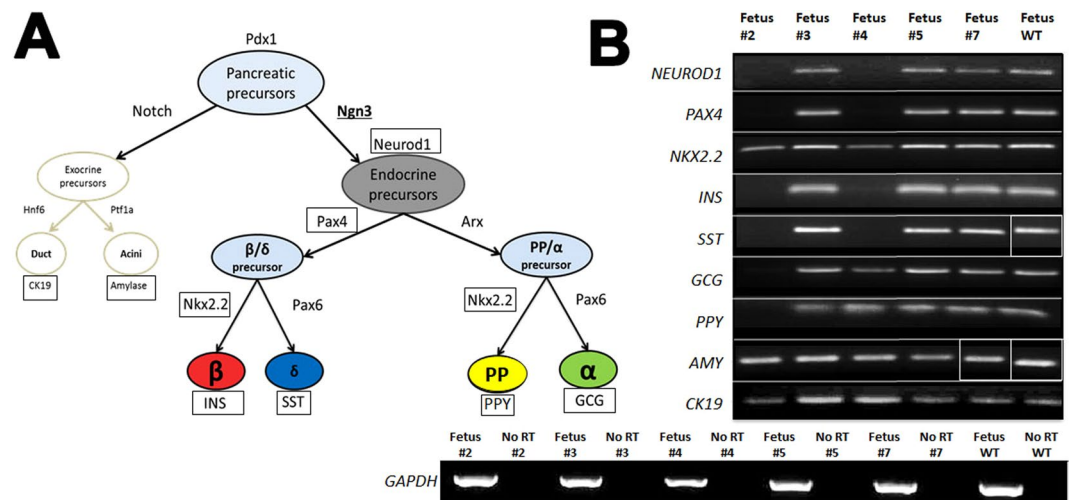 A
Pdx1
Pancreatic
precursors
Notch
Ngn3
Neurod1
Exocrine
precursors
Endocrine
precursors
Hnf6
Ptf1a
Pax4
Arx
Duct
Acini
β/δ
precursor
PP/α
precursor
CK19
Amylase
Nkx2.2
Pax6
Nkx2.2
Pax6
β
δ
PP
α
INS
SST
PPY
GCG
B
Fetus #2
Fetus #3
Fetus #4
Fetus #5
Fetus #7
Fetus WT
NEUROD1
PAX4
NKX2.2
INS
SST
GCG
PPY
AMY
CK19
Fetus No RT Fetus No RT Fetus No RT Fetus No RT Fetus No RT Fetus No RT
#2 #2 #3 #3 #4 #4 #5 #5 #7 #7 WT WT
GAPDH